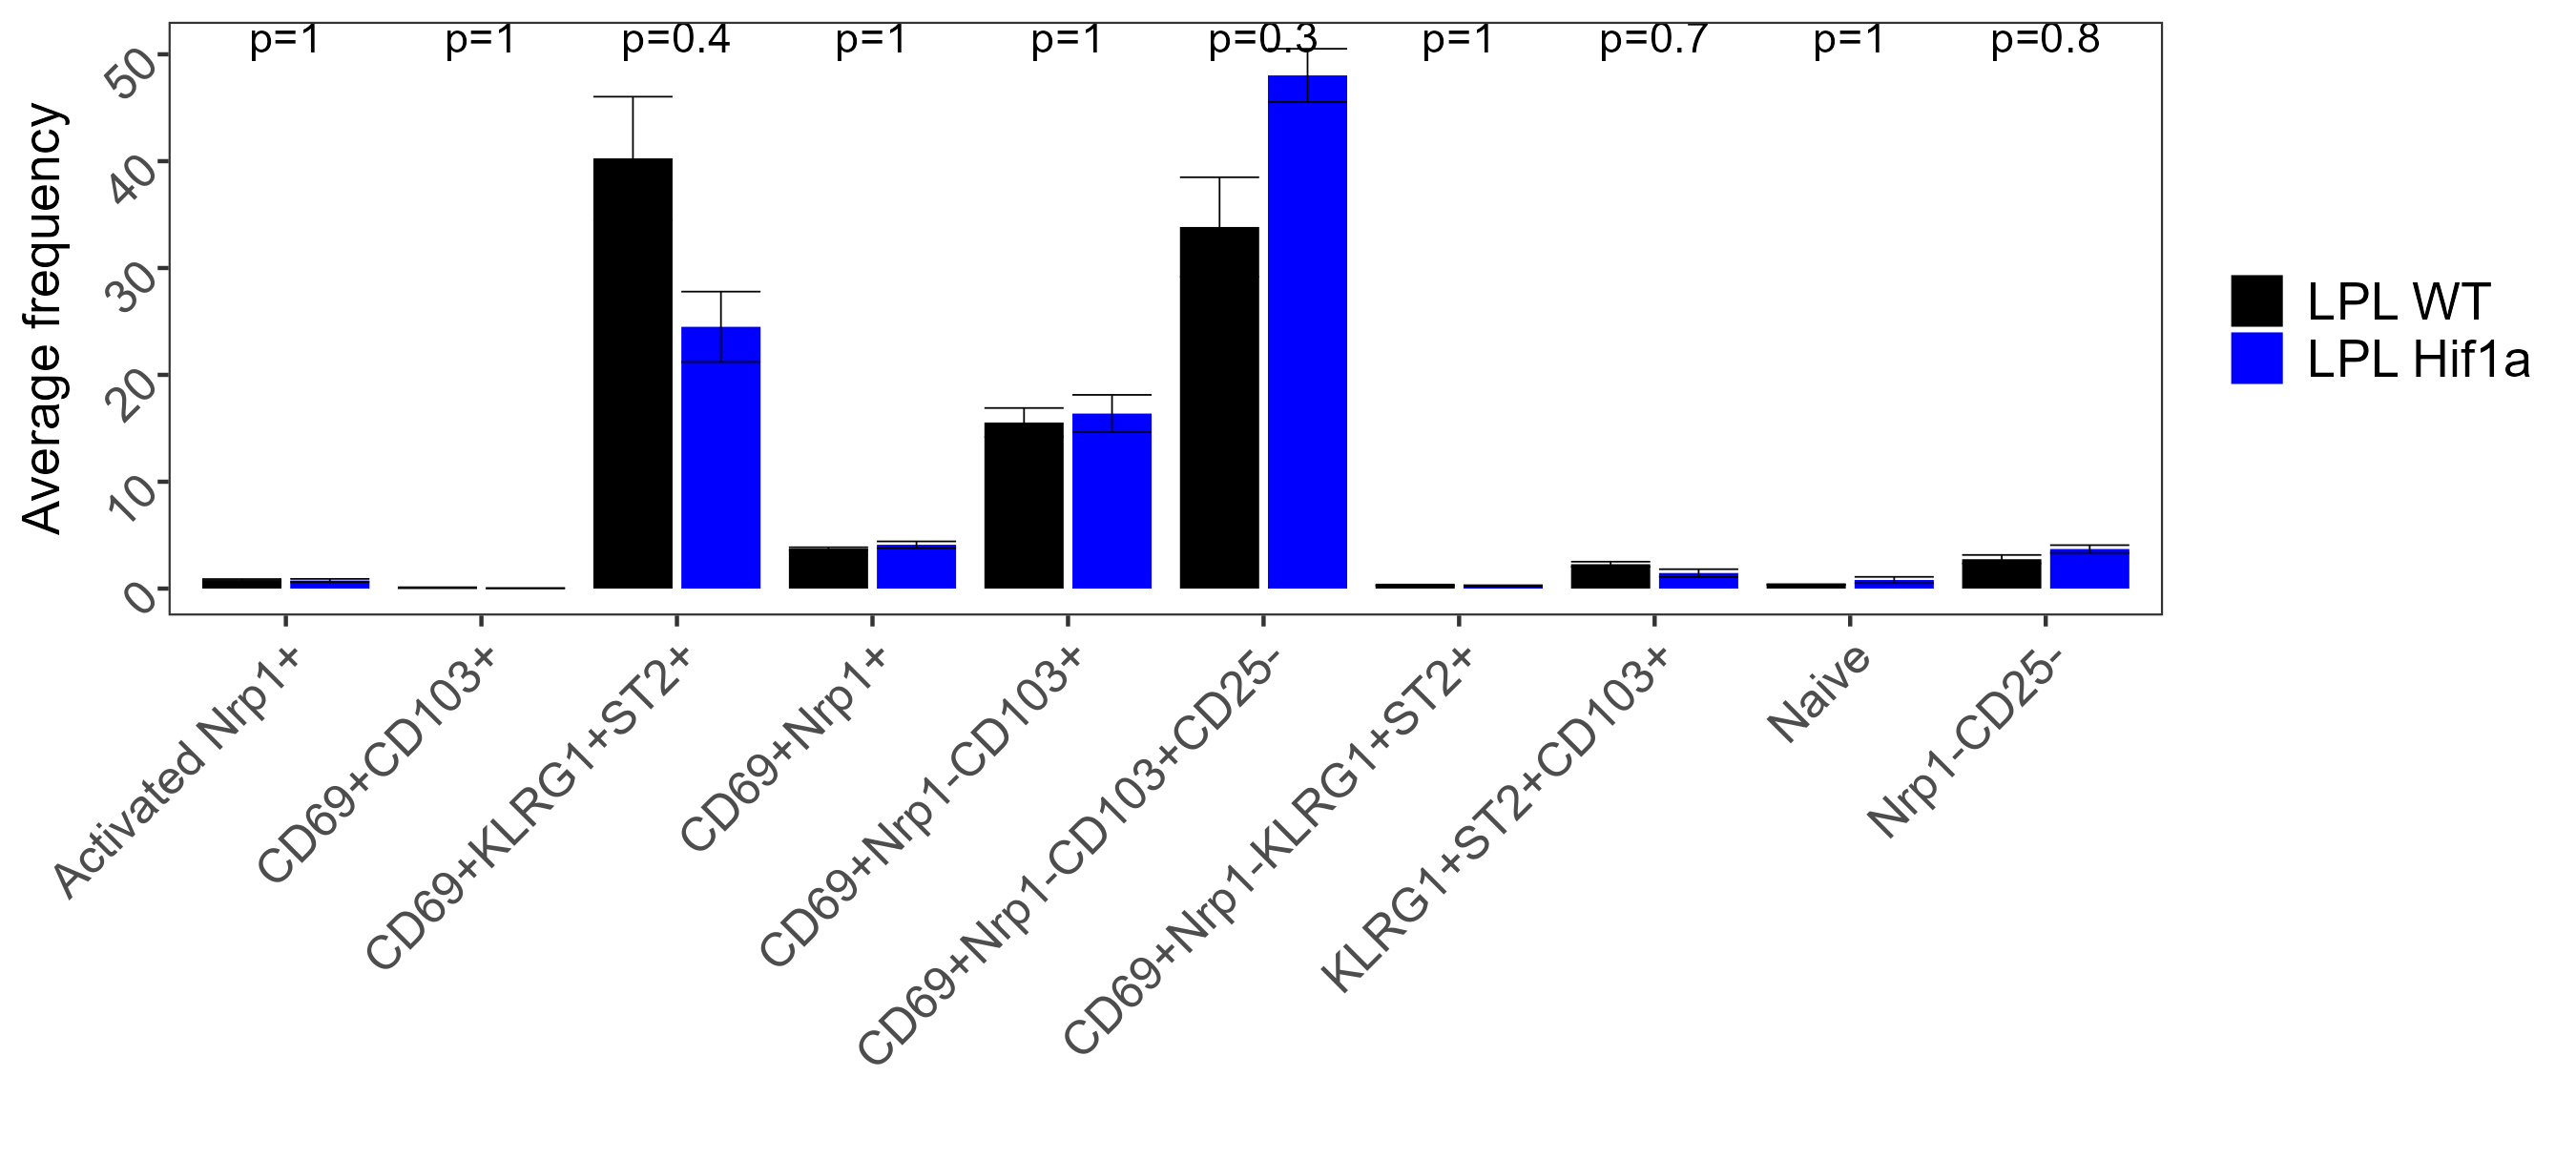 p=1
p=1
p=0.4
p=1
p=1
p=0.3
p=1
p=0.7
p=1
p=0.8
Average frequency
50
40
30
20
10
0
LPL WT
LPL Hif1a
Activated Nrp1+
CD69+CD103+
CD69+KLRG1+ST2+
CD69+Nrp1+
CD69+Nrp1-CD103+
CD69+Nrp1-CD103+CD25-
CD69+Nrp1-KLRG1+ST2+
KLRG1+ST2+CD103+
Naive
Nrp1-CD25-